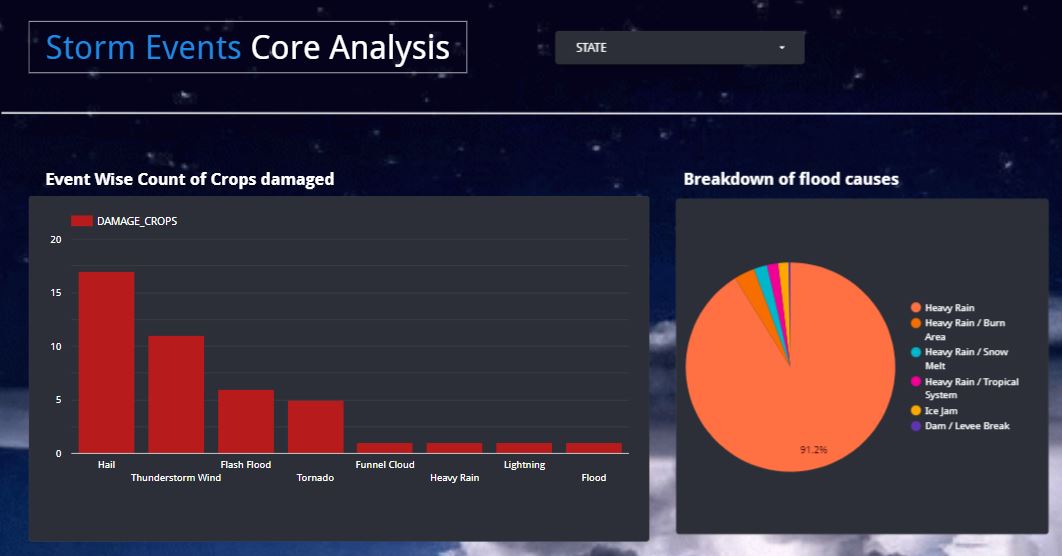 Storm Events Core Analysis
STATE
Event Wise Count of Crops damaged
DAMAGE_CROPS
20
15
10
5
0
Hail
Thunderstorm Wind
Flash Flood
Tornado
Funnel Cloud
Heavy Rain
Lightning
Flood
Breakdown of flood causes
91.2%
Heavy Rain
Heavy Rain / Burn
Area
Heavy Rain / Snow
Melt
Heavy Rain / Tropical
System
Ice Jam
Dam / Levee Break